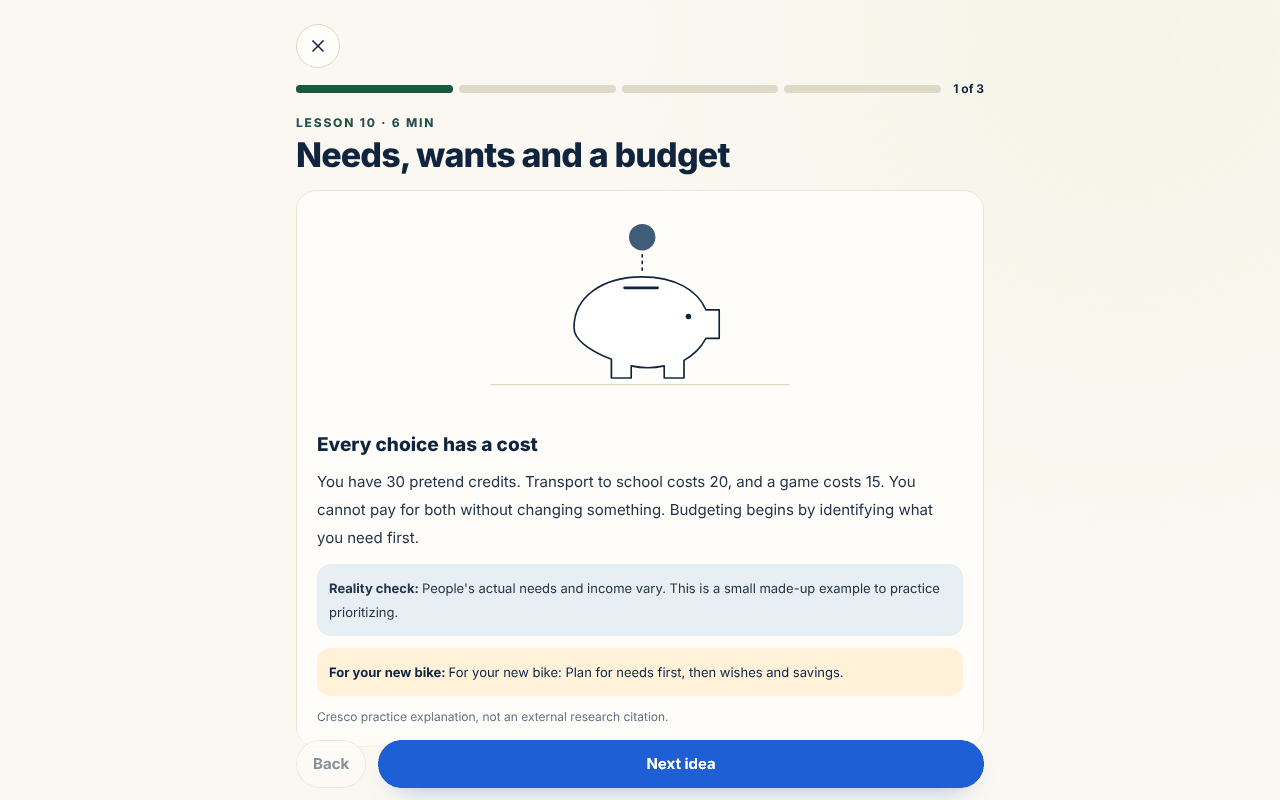 1 of 3
LESSON 10 · 6 MIN
Needs, wants and a budget
Every choice has a cost
You have 30 pretend credits. Transport to school costs 20, and a game costs 15. You
cannot pay for both without changing something. Budgeting begins by identifying what
you need first.
Reality check: People's actual needs and income vary. This is a small made-up example to practice
prioritizing.
For your new bike: For your new bike: Plan for needs first, then wishes and savings.
Cresco practice explanation, not an external research citation.
Back
Next idea